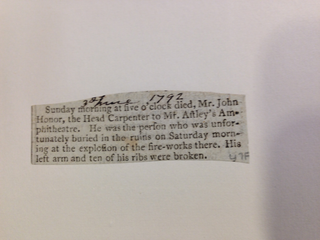 June 1792
Sunday morning at five o'clock died, Mr. John
Honor, the Head Carpenter to Mr. Astley's Am-
phitheatre. He was the person who was unfor-
tunately buried in the ruins on Saturday morn-
ing at the explosion of the fire-works there. His
left arm and ten of his ribs were broken.